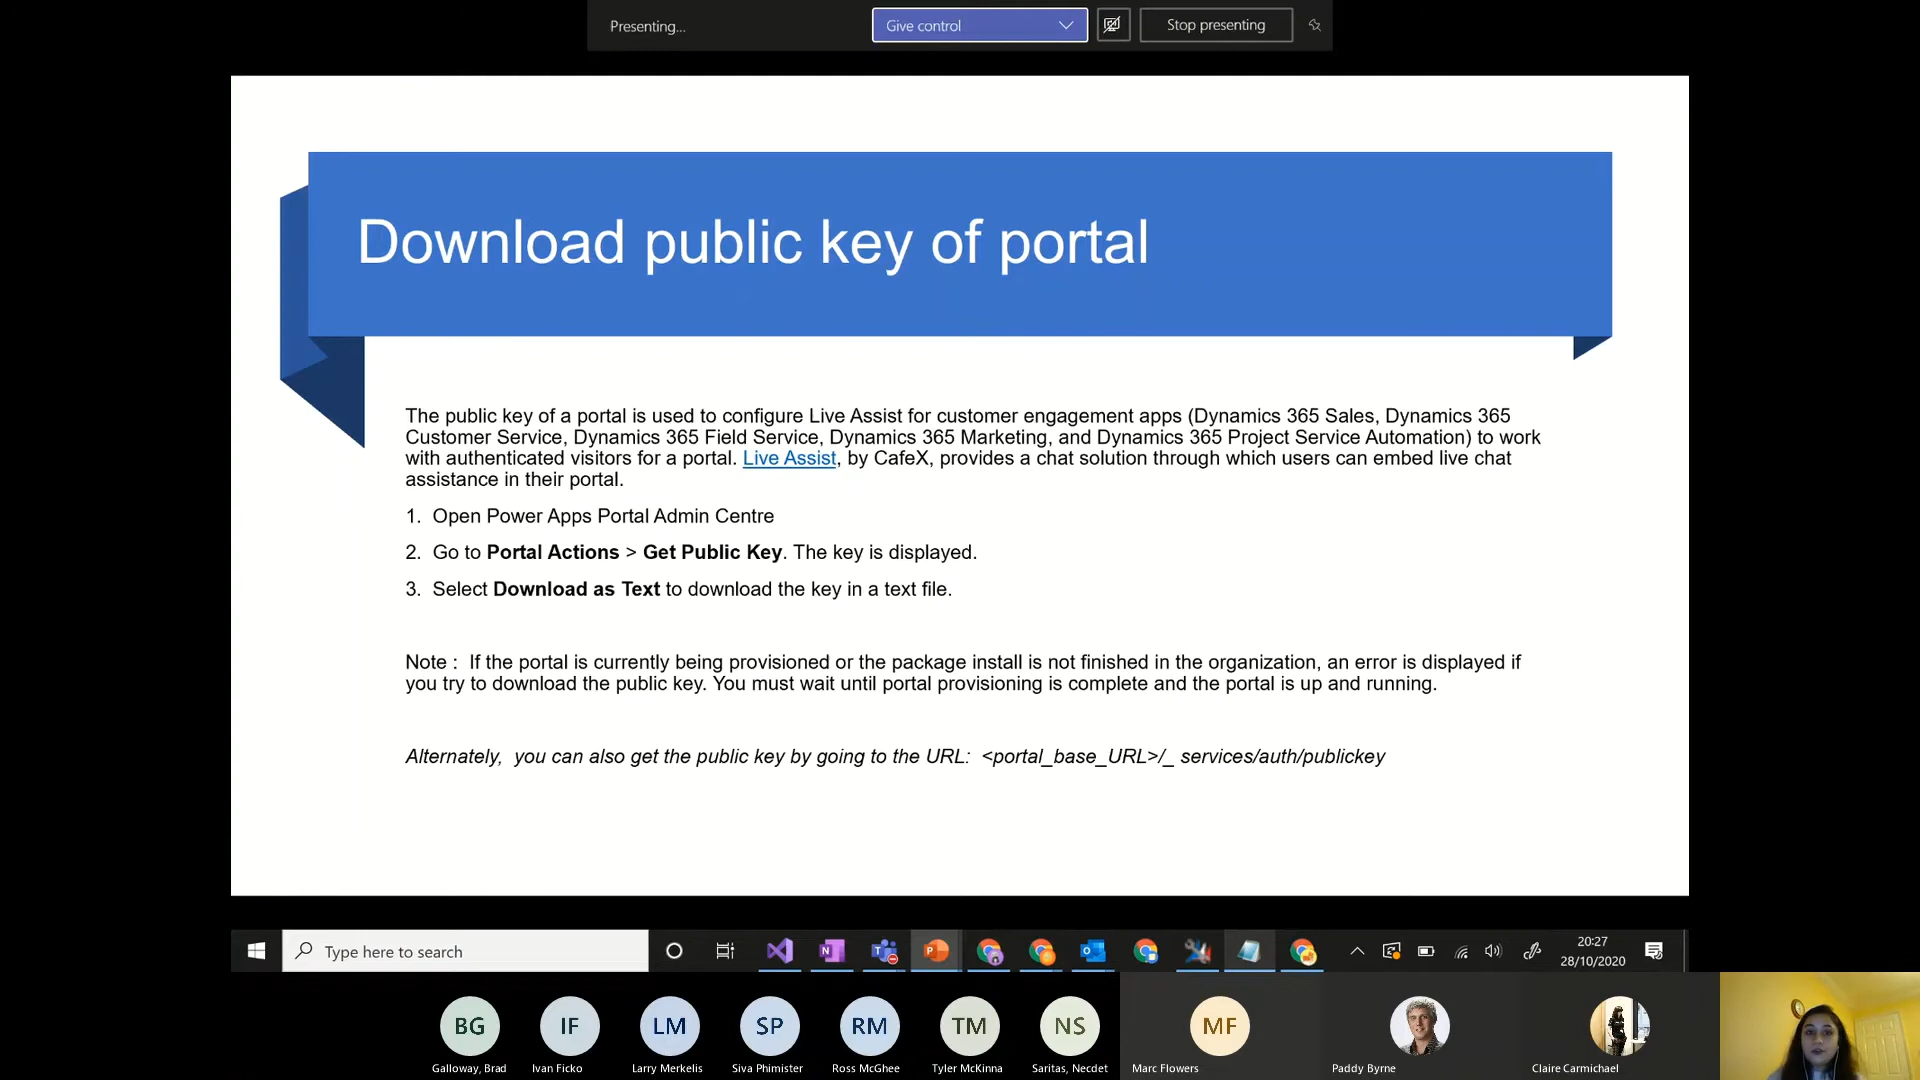 Presenting...
Give control
Stop presenting
Download public key of portal
The public key of a portal is used to configure Live Assist for customer engagement apps (Dynamics 365 Sales, Dynamics 365
Customer Service, Dynamics 365 Field Service, Dynamics 365 Marketing, and Dynamics 365 Project Service Automation) to work
with authenticated visitors for a portal. Live Assist, by CafeX, provides a chat solution through which users can embed live chat
assistance in their portal.
1. Open Power Apps Portal Admin Centre
2. Go to Portal Actions > Get Public Key. The key is displayed.
3. Select Download as Text to download the key in a text file.
Note : If the portal is currently being provisioned or the package install is not finished in the organization, an error is displayed if
you try to download the public key. You must wait until portal provisioning is complete and the portal is up and running.
Alternately, you can also get the public key by going to the URL: <portal_base_URL>/_ services/auth/publickey
Type here to search
20:27
28/10/2020
BG IF LM SP RM TM NS MF
Galloway, Brad Ivan Ficko Larry Merkelis Siva Phimister Ross McGhee Tyler McKinna Saritas, Necdet Marc Flowers Paddy Byrne Claire Carmichael